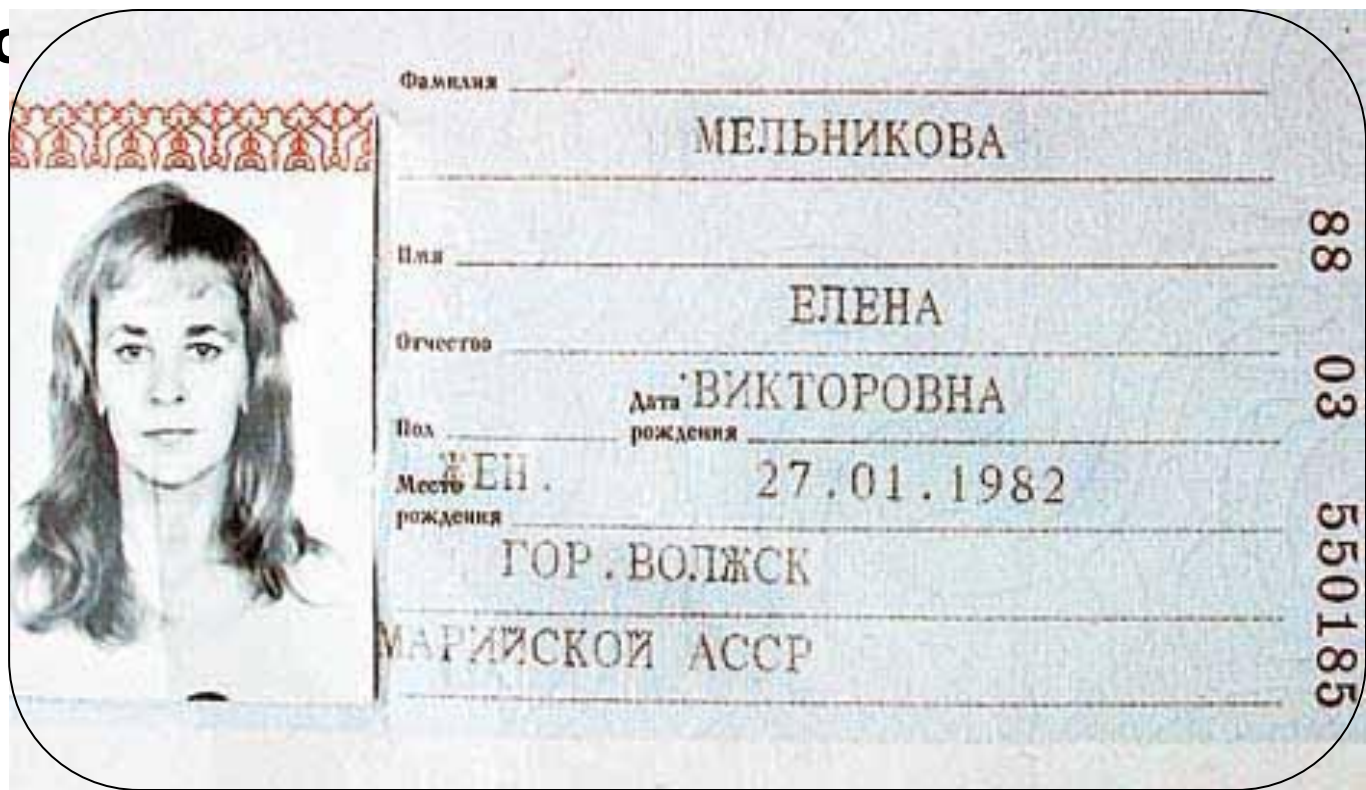 Фамилия
МЕЛЬНИКОВА
Имя
ЕЛЕНА
Отчество
ВИКТОРОВНА
Пол
Дата рождения
ЖЕН. 27.01.1982
Место рождения
ГОР.ВОЛЖСК
МАРИЙСКОЙ АССР
88 03 550185